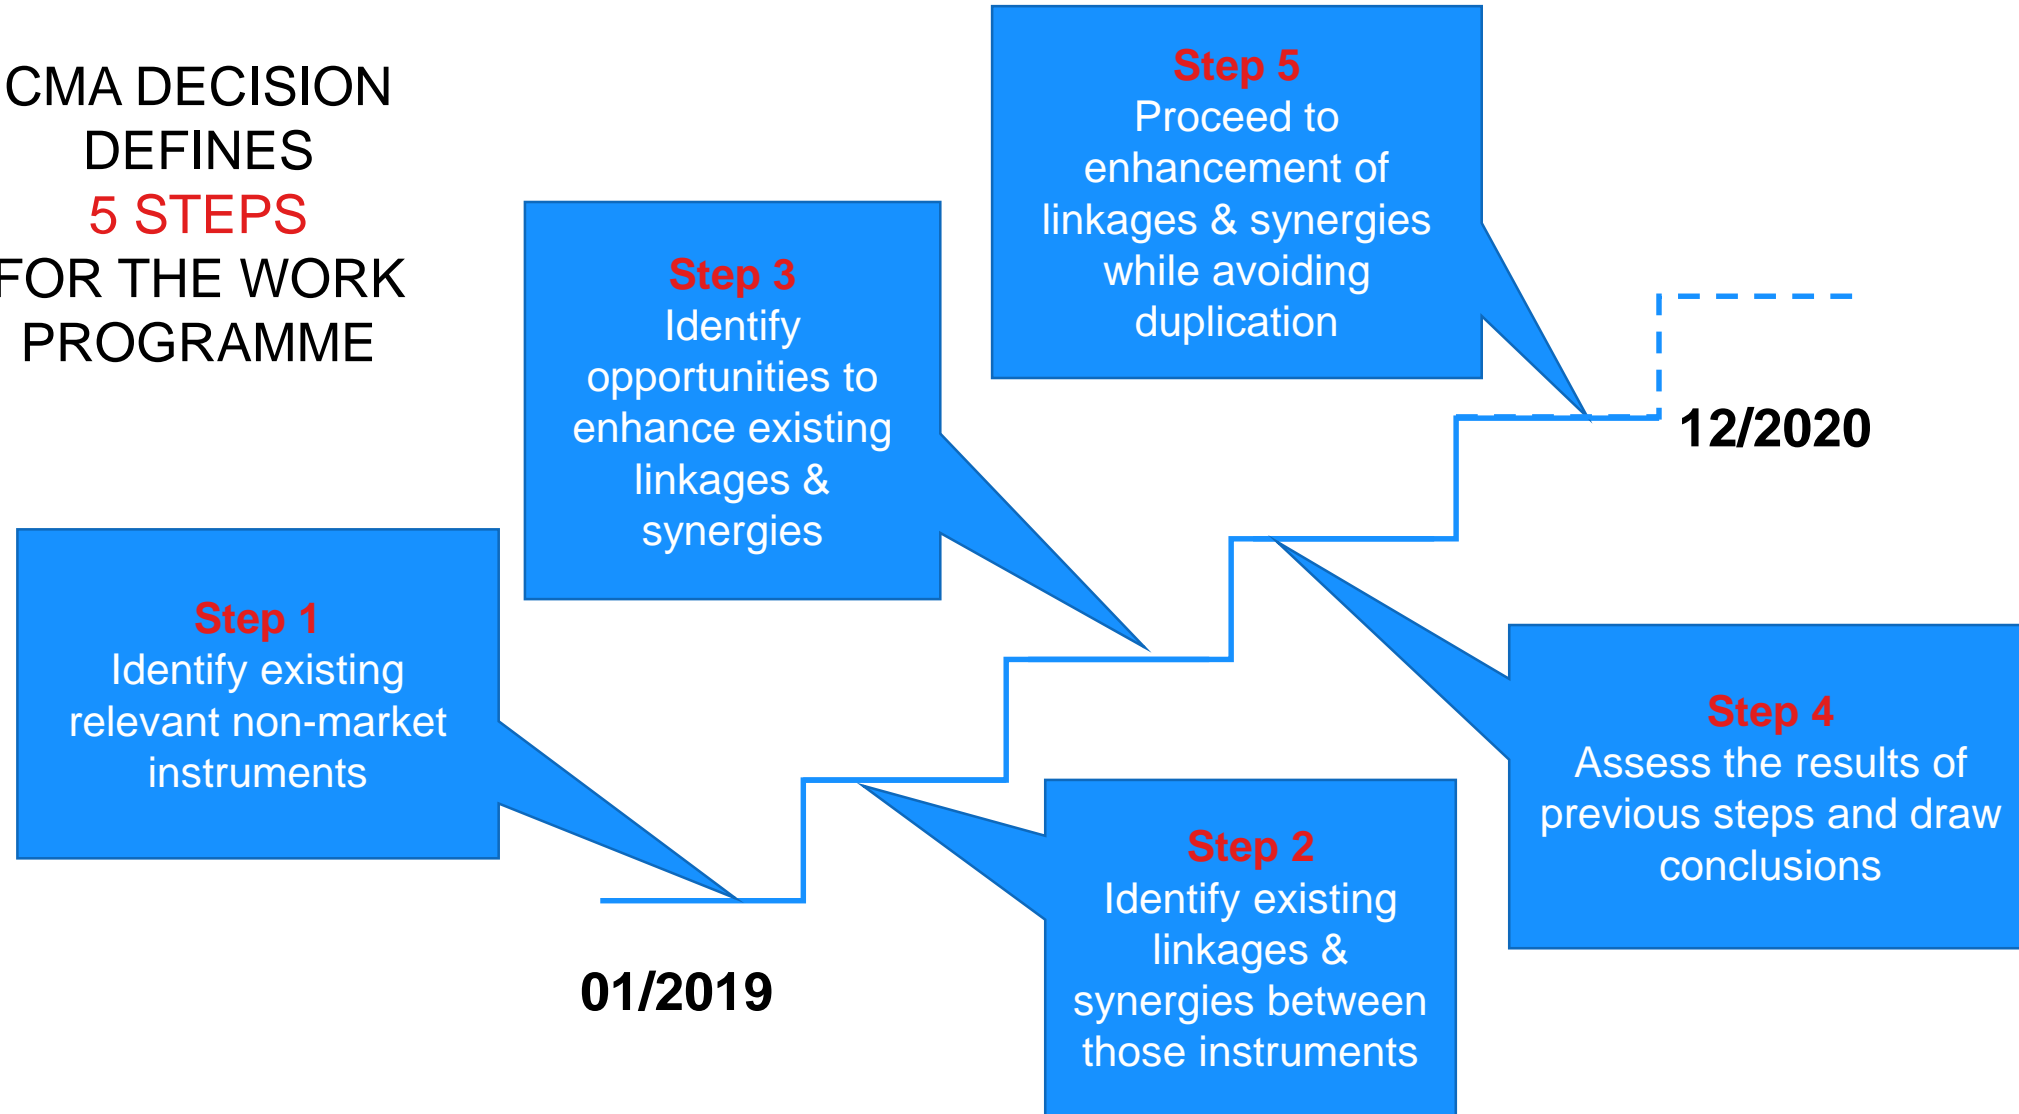 CMA DECISION
DEFINES
5 STEPS
FOR THE WORK
PROGRAMME
Step 1
Identify existing
relevant non-market
instruments
Step 2
Identify existing
linkages &
synergies between
those instruments
Step 3
Identify
opportunities to
enhance existing
linkages &
synergies
Step 4
Assess the results of
previous steps and draw
conclusions
Step 5
Proceed to
enhancement of
linkages & synergies
while avoiding
duplication
01/2019
12/2020